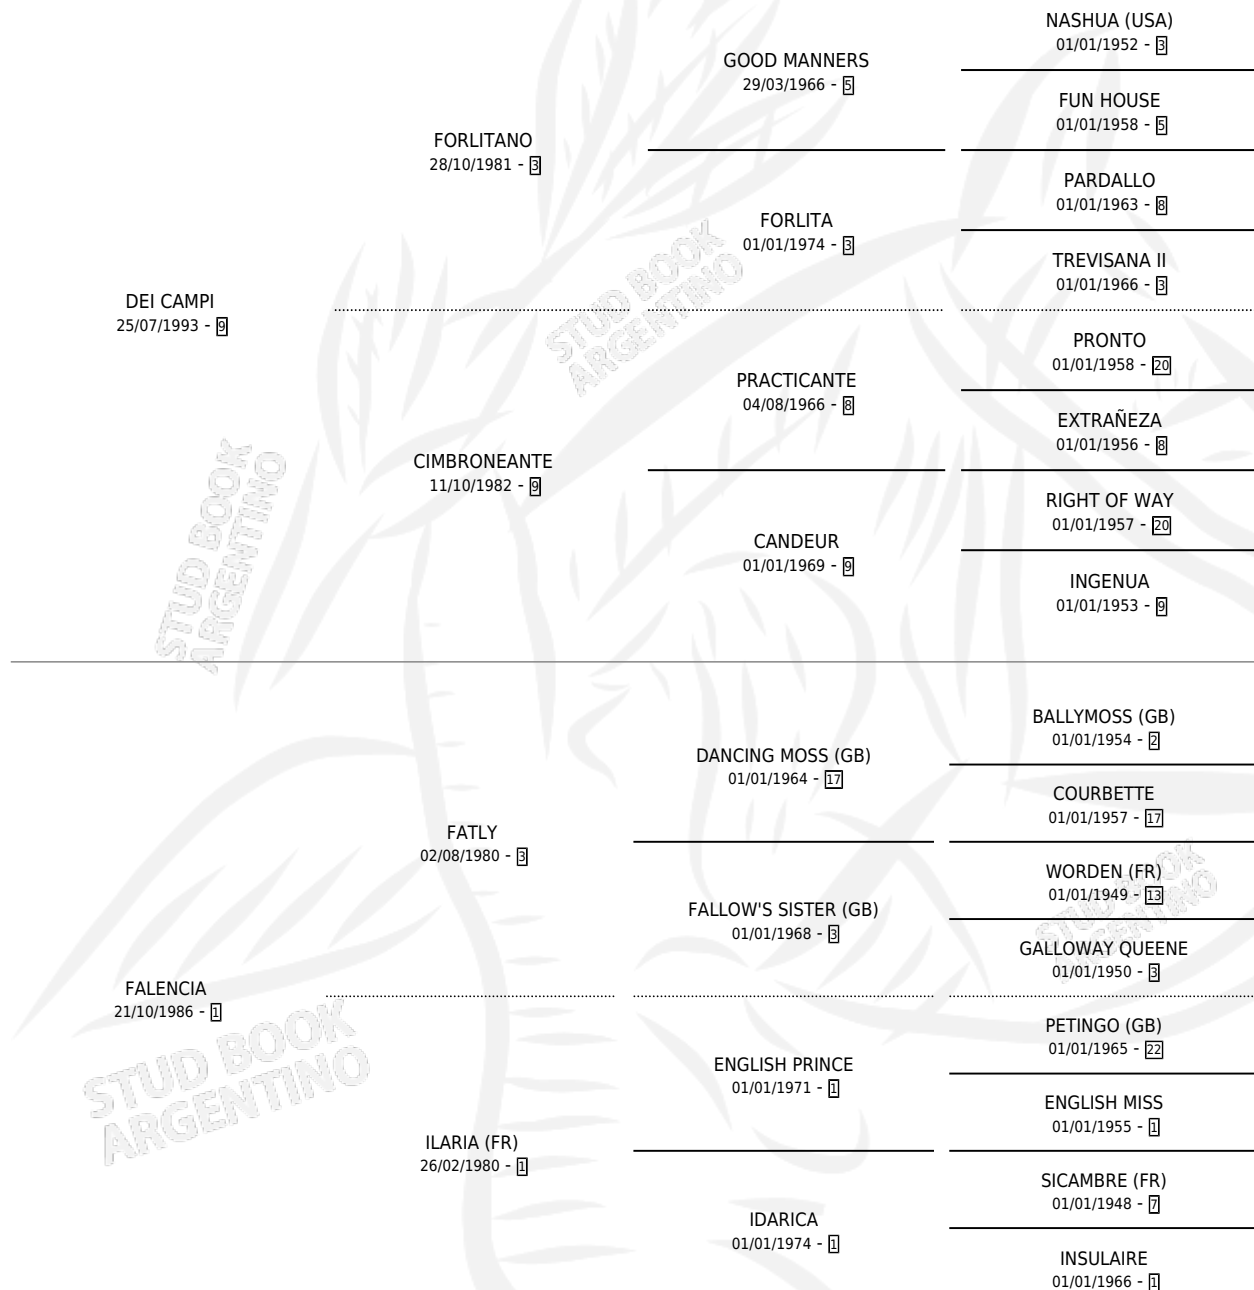 NASHUA (USA)
01/01/1952 - 3
GOOD MANNERS
29/03/1966 - 5
FUN HOUSE
01/01/1958 - 5
FORLITANO
28/10/1981 - 3
PARDALLO
01/01/1963 - 8
FORLITA
01/01/1974 - 3
TREVISANA II
01/01/1966 - 3
DEI CAMPI
25/07/1993 - 9
PRONTO
01/01/1958 - 20
PRACTICANTE
04/08/1966 - 8
EXTRAÑEZA
01/01/1956 - 8
CIMBRONEANTE
11/10/1982 - 9
RIGHT OF WAY
01/01/1957 - 20
CANDEUR
01/01/1969 - 9
INGENUA
01/01/1953 - 9
STUD BOOK
ARGENTINO
STUD BOOK
ARGENTINO
BALLYMOSS (GB)
01/01/1954 - 2
DANCING MOSS (GB)
01/01/1964 - 17
COURBETTE
01/01/1957 - 17
FATLY
02/08/1980 - 3
WORDEN (FR)
01/01/1949 - 13
FALLOW'S SISTER (GB)
01/01/1968 - 3
GALLOWAY QUEENE
01/01/1950 - 3
FALENCIA
21/10/1986 - 1
PETINGO (GB)
01/01/1965 - 22
ENGLISH PRINCE
01/01/1971 - 1
ENGLISH MISS
01/01/1955 - 1
ILARIA (FR)
26/02/1980 - 1
SICAMBRE (FR)
01/01/1948 - 7
IDARICA
01/01/1974 - 1
INSULAIRE
01/01/1966 - 1
STUD BOOK
ARGENTINO
STUD BOOK
ARGENTINO